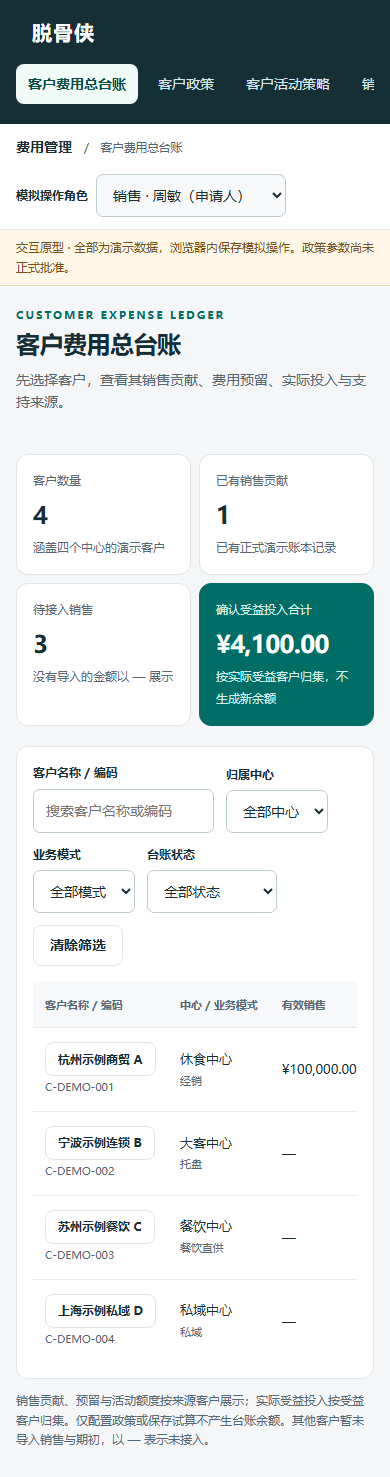 脱骨侠
客户费用总台账 客户政策 客户活动策略 销
费用管理 / 客户费用总台账
模拟操作角色 销售 · 周敏（申请人）
交互原型 · 全部为演示数据，浏览器内保存模拟操作。政策参数尚未
正式批准。
CUSTOMER EXPENSE LEDGER
客户费用总台账
先选择客户，查看其销售贡献、费用预留、实际投入与支
持来源。
客户数量
4
涵盖四个中心的演示客户
已有销售贡献
1
已有正式演示账本记录
待接入销售
3
没有导入的金额以 — 展示
确认受益投入合计
¥4,100.00
按实际受益客户归集，不
生成新余额
客户名称 / 编码 归属中心
搜索客户名称或编码 全部中心
业务模式 台账状态
全部模式 全部状态
清除筛选
客户名称 / 编码 中心 / 业务模式 有效销售
杭州示例商贸 A 休食中心 ¥100,000.00
C-DEMO-001 经销
宁波示例连锁 B 大客中心 —
C-DEMO-002 托盘
苏州示例餐饮 C 餐饮中心 —
C-DEMO-003 餐饮直供
上海示例私域 D 私域中心 —
C-DEMO-004 私域
销售贡献、预留与活动额度按来源客户展示；实际受益投入按受益
客户归集。仅配置政策或保存试算不产生台账余额。其他客户暂未
导入销售与期初，以 — 表示未接入。